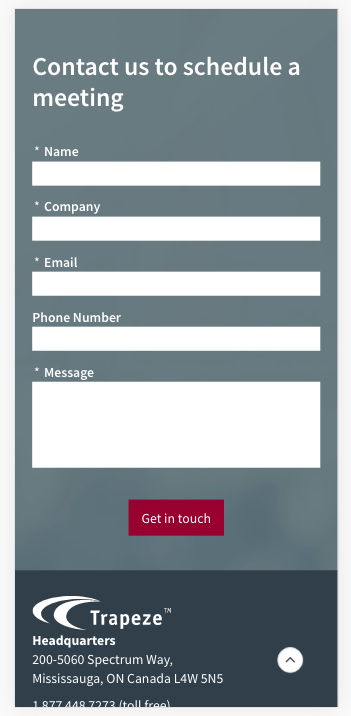 Contact us to schedule a
meeting
* Name
* Company
* Email
Phone Number
* Message
Get in touch
Trapeze™
Headquarters
200-5060 Spectrum Way,
Mississauga, ON Canada L4W 5N5
1 877 448 7273 (toll free)